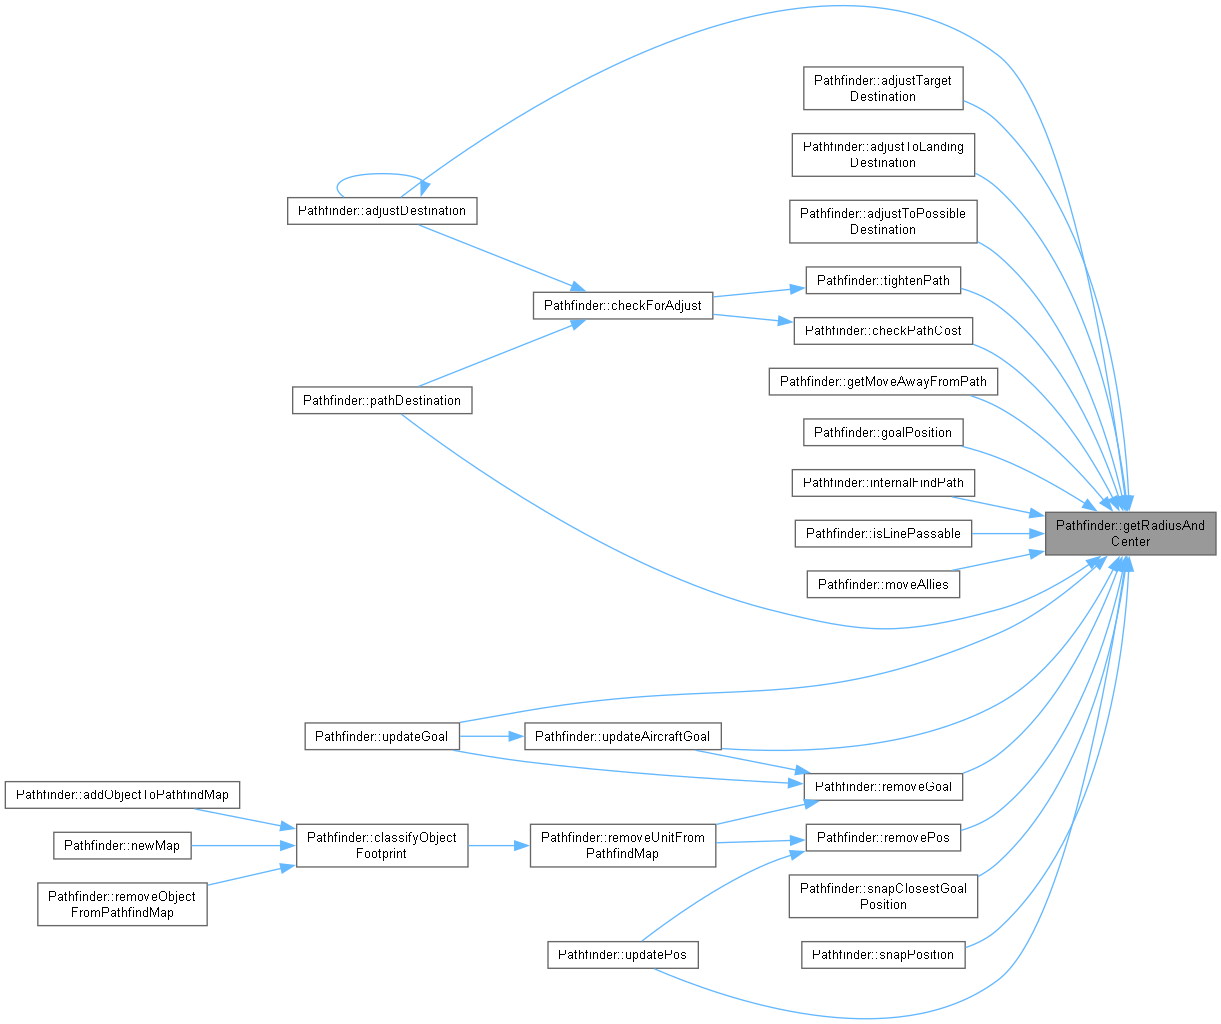 Pathfinder::adjustTarget
Destination
Pathfinder::adjustToLanding
Destination
Pathfinder::adjustDestination
Pathfinder::adjustToPossible
Destination
Pathfinder::tightenPath
Pathfinder::checkForAdjust
Pathfinder::checkPathCost
Pathfinder::getMoveAwayFromPath
Pathfinder::pathDestination
Pathfinder::goalPosition
Pathfinder::internalFindPath
Pathfinder::getRadiusAnd
Center
Pathfinder::isLinePassable
Pathfinder::moveAllies
Pathfinder::updateGoal
Pathfinder::updateAircraftGoal
Pathfinder::removeGoal
Pathfinder::addObjectToPathfindMap
Pathfinder::newMap
Pathfinder::classifyObject
Footprint
Pathfinder::removeUnitFrom
PathfindMap
Pathfinder::removePos
Pathfinder::removeObject
FromPathfindMap
Pathfinder::snapClosestGoal
Position
Pathfinder::updatePos
Pathfinder::snapPosition